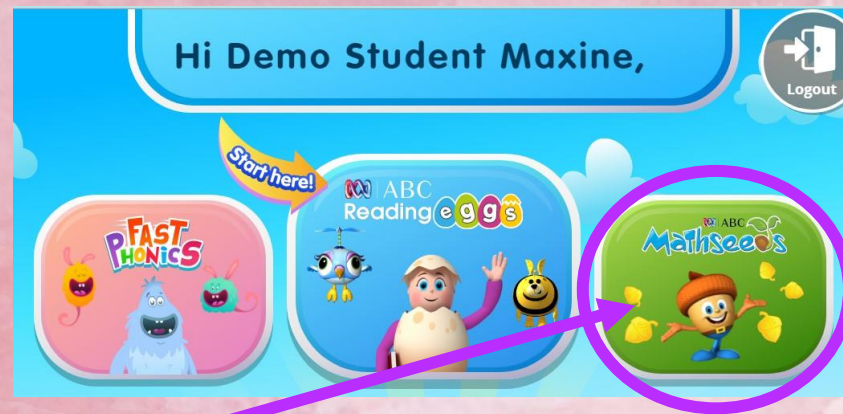 Hi Demo Student Maxine,
Logout
Start here!
FAST
PHONICS
ABC
Reading eggs
ABC
Mathseeds